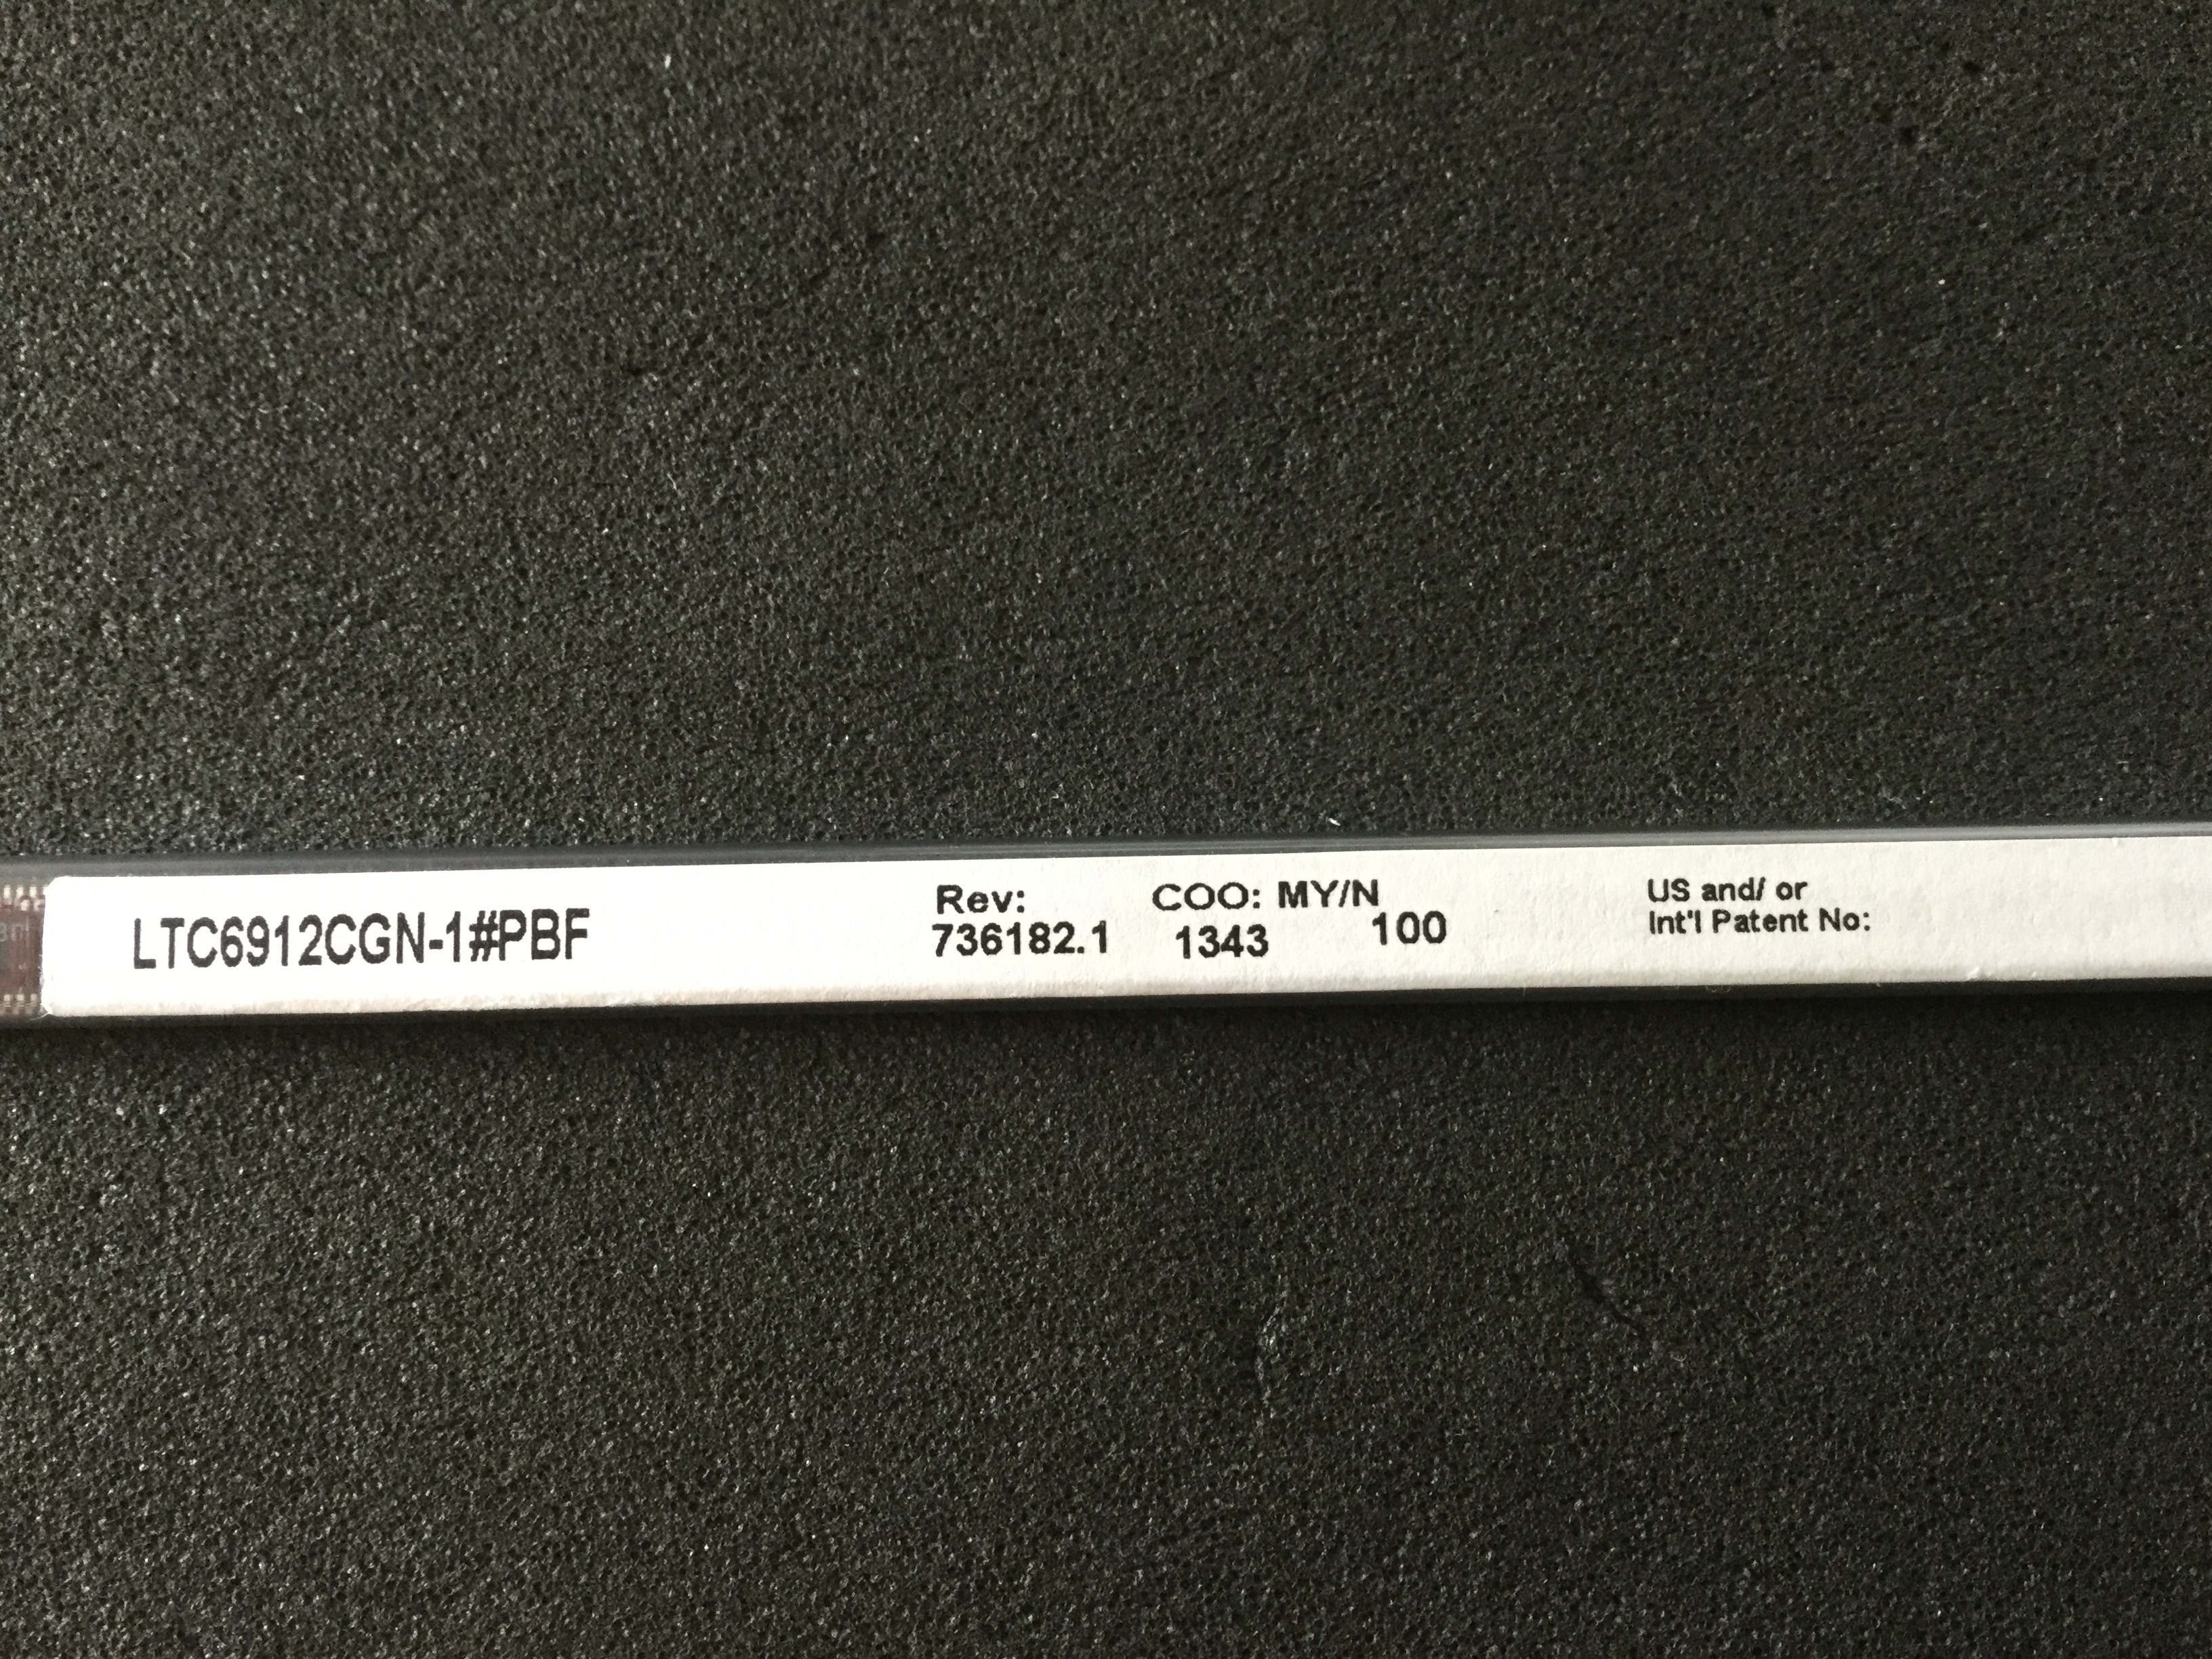 LTC6912CGN-1#PBF
Rev: COO: MY/N
736182.1 1343 100
US and/ or
Int'l Patent No: